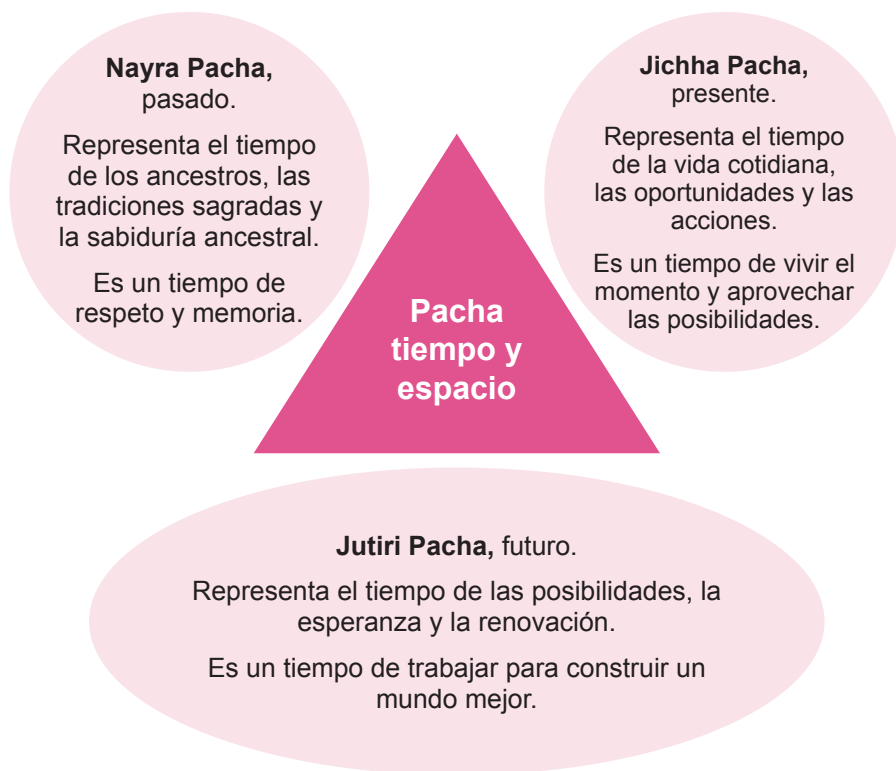 Nayra Pacha,
pasado.
Representa el tiempo
de los ancestros, las
tradiciones sagradas y
la sabiduría ancestral.
Es un tiempo de
respeto y memoria.
Jichha Pacha,
presente.
Representa el tiempo
de la vida cotidiana,
las oportunidades y las
acciones.
Es un tiempo de vivir el
momento y aprovechar
las posibilidades.
Pacha
tiempo y
espacio
Jutiri Pacha, futuro.
Representa el tiempo de las posibilidades, la
esperanza y la renovación.
Es un tiempo de trabajar para construir un
mundo mejor.